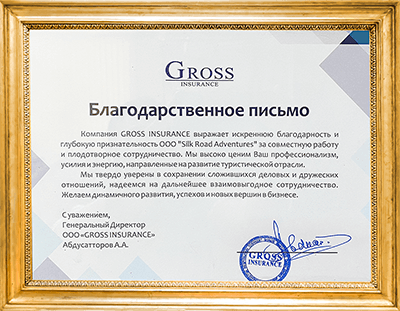 GROSS
INSURANCE
Благодарственное письмо
Компания GROSS INSURANCE выражает искреннюю благодарность и
глубокую признательность ООО "Silk Road Adventures" за совместную работу
и плодотворное сотрудничество. Мы высоко ценим Ваш профессионализм,
усилия и энергию, направленные на развитие туристической отрасли.
Мы твердо уверены в сохранении сложившихся деловых и дружеских
отношений, надеемся на дальнейшее взаимовыгодное сотрудничество.
Желаем динамичного развития, успехов и новых вершин в бизнесе.
С уважением,
Генеральный Директор
ООО «GROSS INSURANCE»
Абдусатторов А.А.
GROSS
INSURANCE